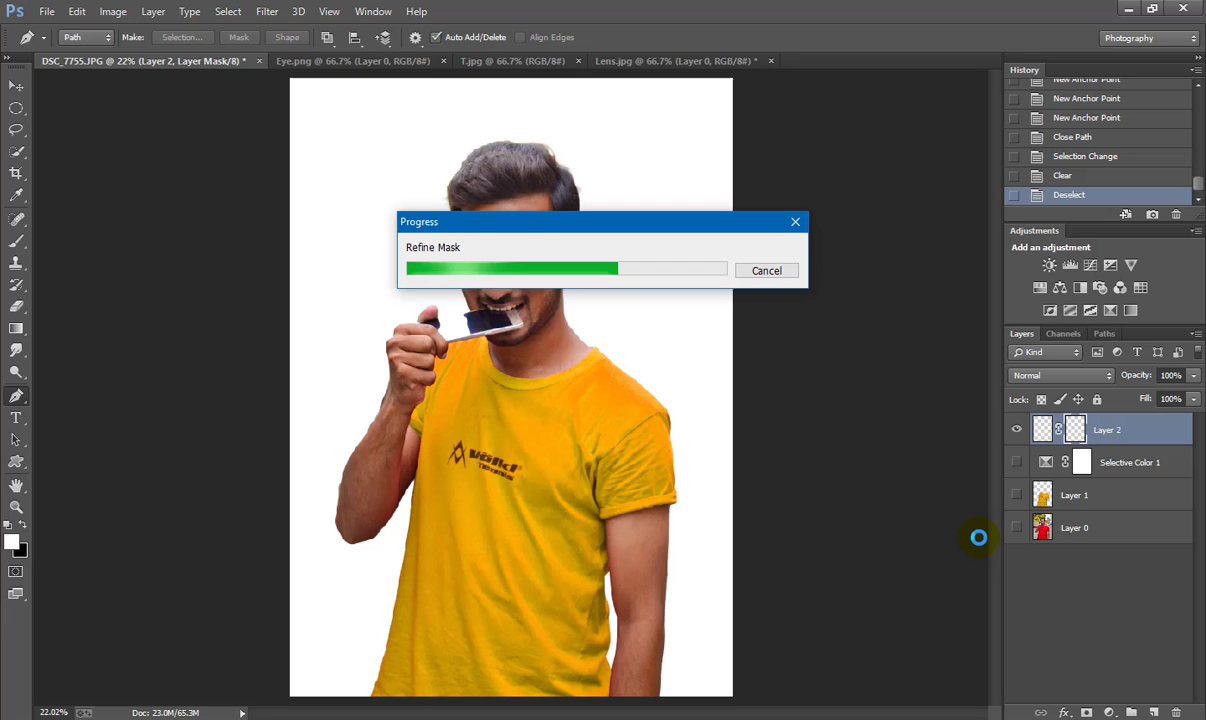 Ps File Edit Image Layer Type Select Filter 3D View Window Help
Path Make: Selection... Mask Shape Auto Add/Delete Align Edges Photography
DSC_7755.JPG @ 22% (Layer 2, Layer Mask/8) * × Eye.png @ 66.7% (Layer 0, RGB/8#) × T.jpg @ 66.7% (RGB/8#) × Lens.jpg @ 66.7% (Layer 0, RGB/8#) * ×
History
New Anchor Point
New Anchor Point
New Anchor Point
Close Path
Selection Change
Clear
Deselect
Progress
Refine Mask
Cancel
Adjustments
Add an adjustment
Layers Channels Paths
Kind
Normal Opacity: 100%
Lock: Fill: 100%
Layer 2
Selective Color 1
Layer 1
Layer 0
22.02% Doc: 23.0M/65.3M